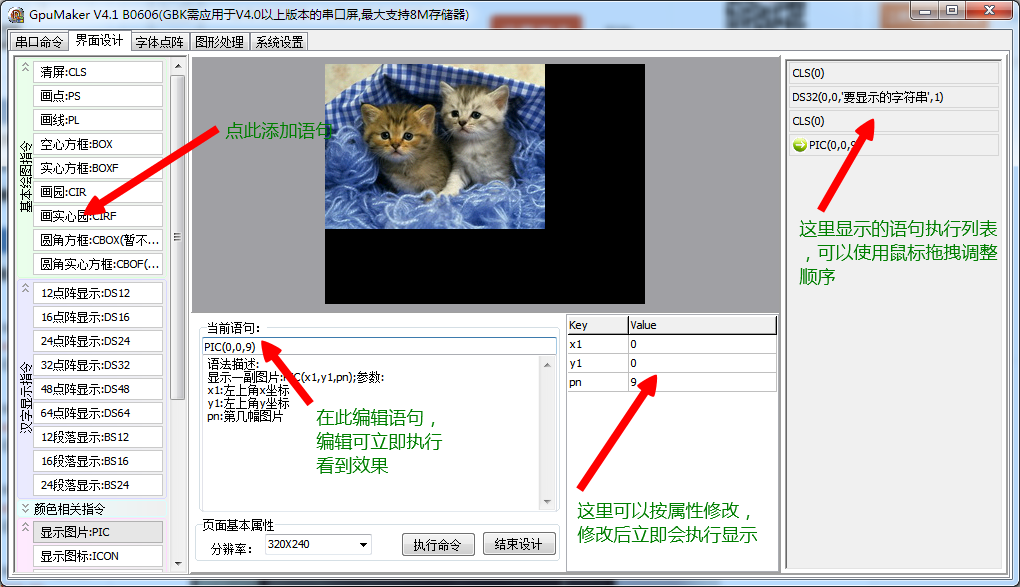 GpuMaker V4.1 B0606(GBK需应用于V4.0以上版本的串口屏,最大支持8M存储器)
串口命令 界面设计 字体点阵 图形处理 系统设置
基本绘图指令
清屏:CLS
画点:PS
画线:PL
空心方框:BOX
实心方框:BOXF
画园:CIR
画实心园:CIRF
圆角方框:CBOX(暂不...
圆角实心方框:CBOF(...
汉字显示指令
12点阵显示:DS12
16点阵显示:DS16
24点阵显示:DS24
32点阵显示:DS32
48点阵显示:DS48
64点阵显示:DS64
12段落显示:BS12
16段落显示:BS16
24段落显示:BS24
颜色相关指令
显示图片:PIC
显示图标:ICON
点此添加语句
当前语句:
PIC(0,0,9)
语法描述:
显示一副图片:PIC(x1,y1,pn);参数:
x1:左上角x坐标
y1:左上角y坐标
pn:第几幅图片
在此编辑语句,
编辑可立即执行
看到效果
页面基本属性
分辨率: 320X240 执行命令 结束设计
Key Value
x1 0
y1 0
pn 9
这里可以按属性修改,
修改后立即会执行显示
CLS(0)
DS32(0,0,'要显示的字符串',1)
CLS(0)
PIC(0,0,9
这里显示的语句执行列表
,可以使用鼠标拖拽调整
顺序